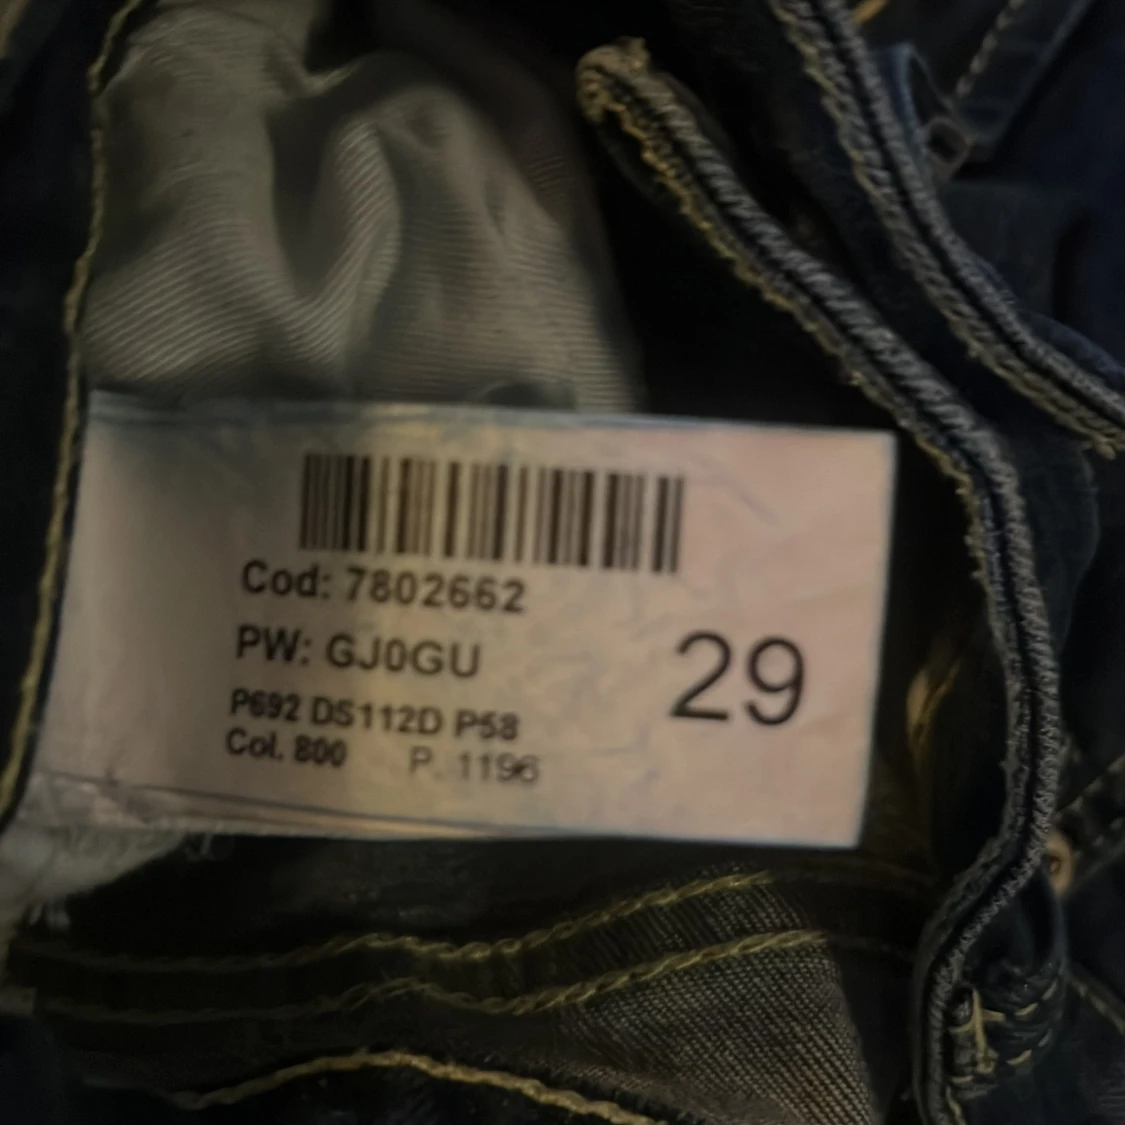 Cod: 7802662
PW: GJ0GU
29
P692 DS112D P58
Col. 800 P. 1196